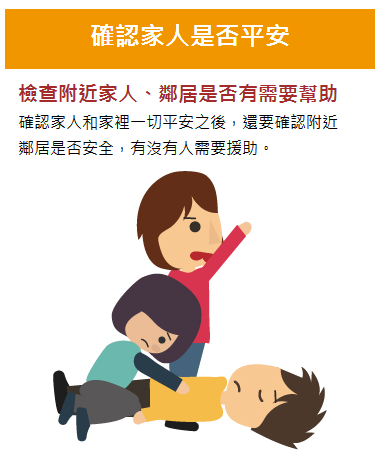 確認家人是否平安
檢查附近家人、鄰居是否有需要幫助
確認家人和家裡一切平安之後，還要確認附近
鄰居是否安全，有沒有人需要援助。